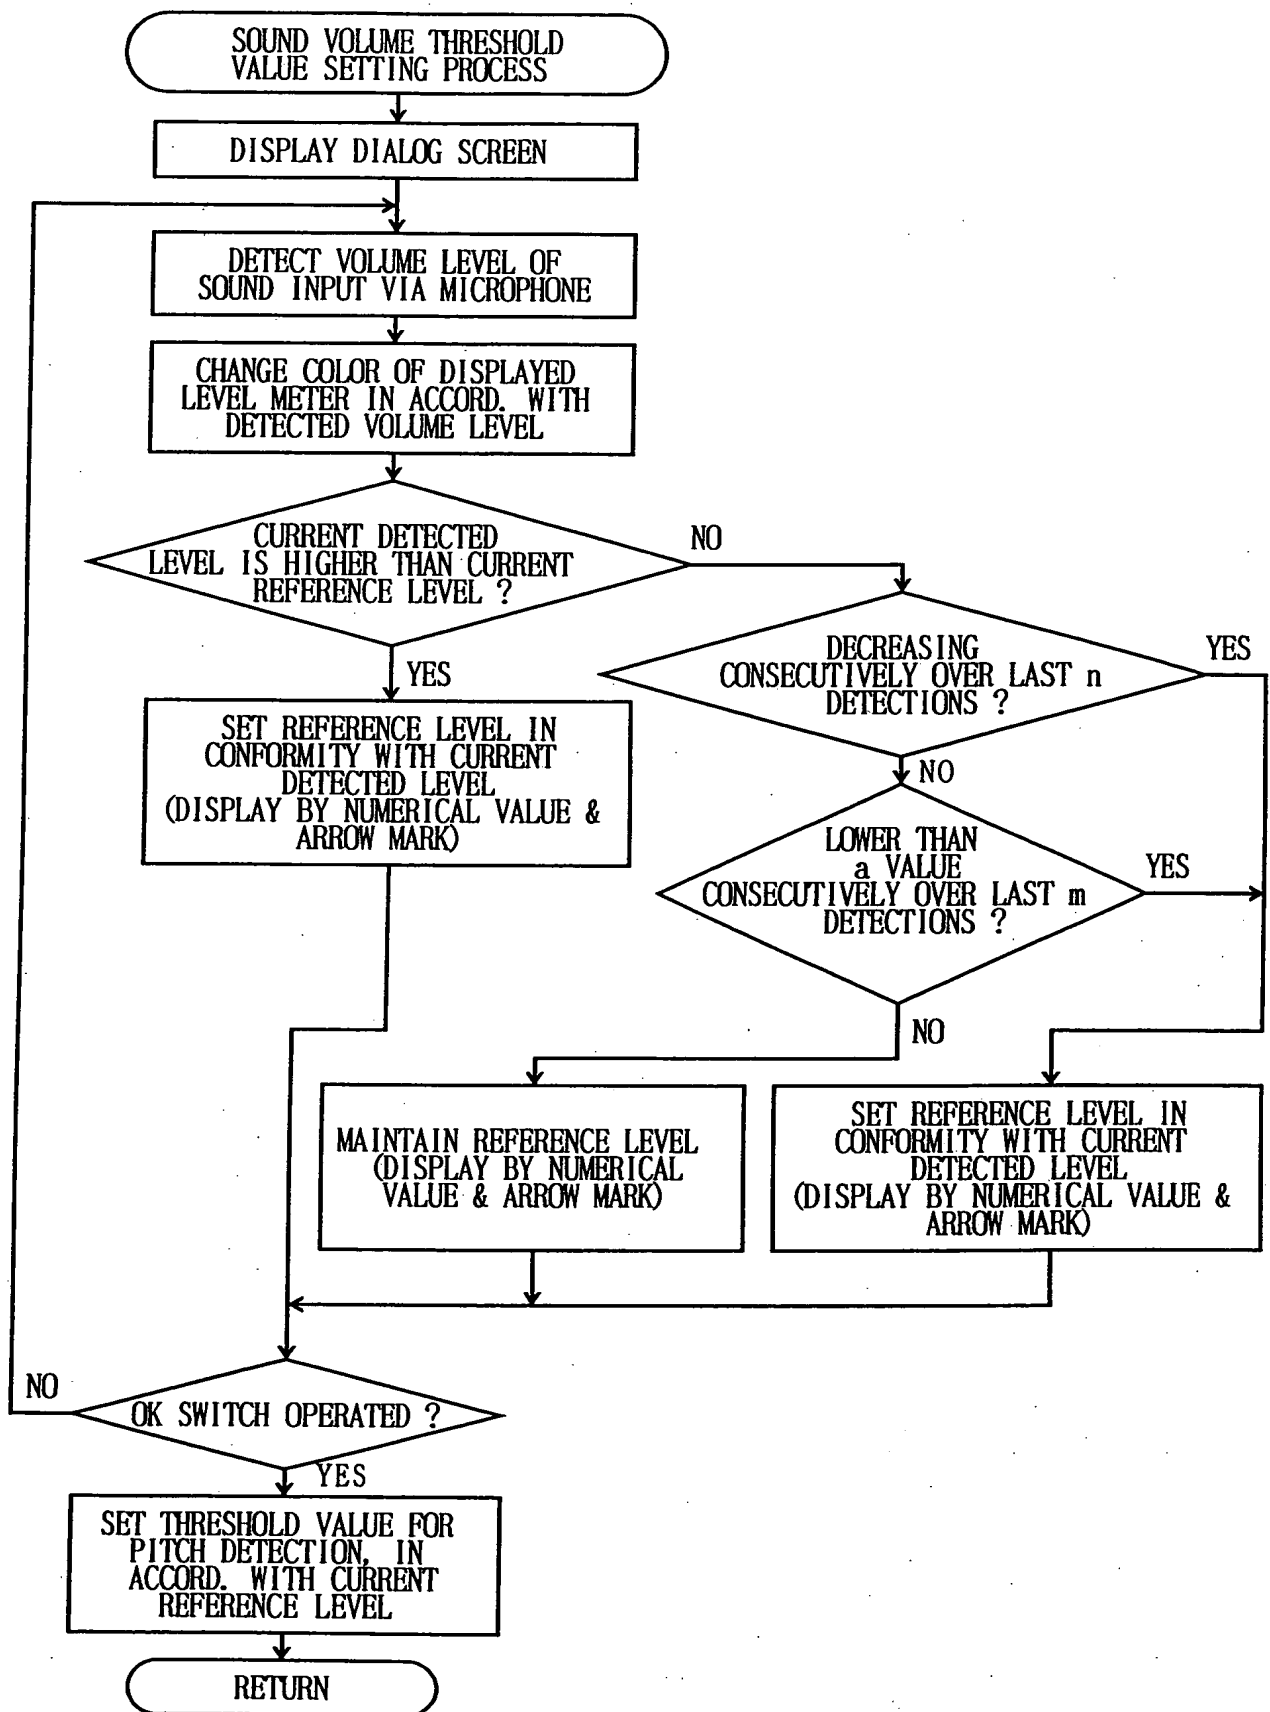 SOUND VOLUME THRESHOLD
VALUE SETTING PROCESS
DISPLAY DIALOG SCREEN
DETECT VOLUME LEVEL OF
SOUND INPUT VIA MICROPHONE
CHANGE COLOR OF DISPLAYED
LEVEL METER IN ACCORD. WITH
DETECTED VOLUME LEVEL
CURRENT DETECTED
LEVEL IS HIGHER THAN CURRENT
REFERENCE LEVEL ?
NO
YES
DECREASING
CONSECUTIVELY OVER LAST n
DETECTIONS ?
YES
NO
SET REFERENCE LEVEL IN
CONFORMITY WITH CURRENT
DETECTED LEVEL
(DISPLAY BY NUMERICAL VALUE &
ARROW MARK)
LOWER THAN
a VALUE
CONSECUTIVELY OVER LAST m
DETECTIONS ?
YES
NO
MAINTAIN REFERENCE LEVEL
(DISPLAY BY NUMERICAL
VALUE & ARROW MARK)
SET REFERENCE LEVEL IN
CONFORMITY WITH CURRENT
DETECTED LEVEL
(DISPLAY BY NUMERICAL VALUE &
ARROW MARK)
NO
OK SWITCH OPERATED ?
YES
SET THRESHOLD VALUE FOR
PITCH DETECTION, IN
ACCORD. WITH CURRENT
REFERENCE LEVEL
RETURN